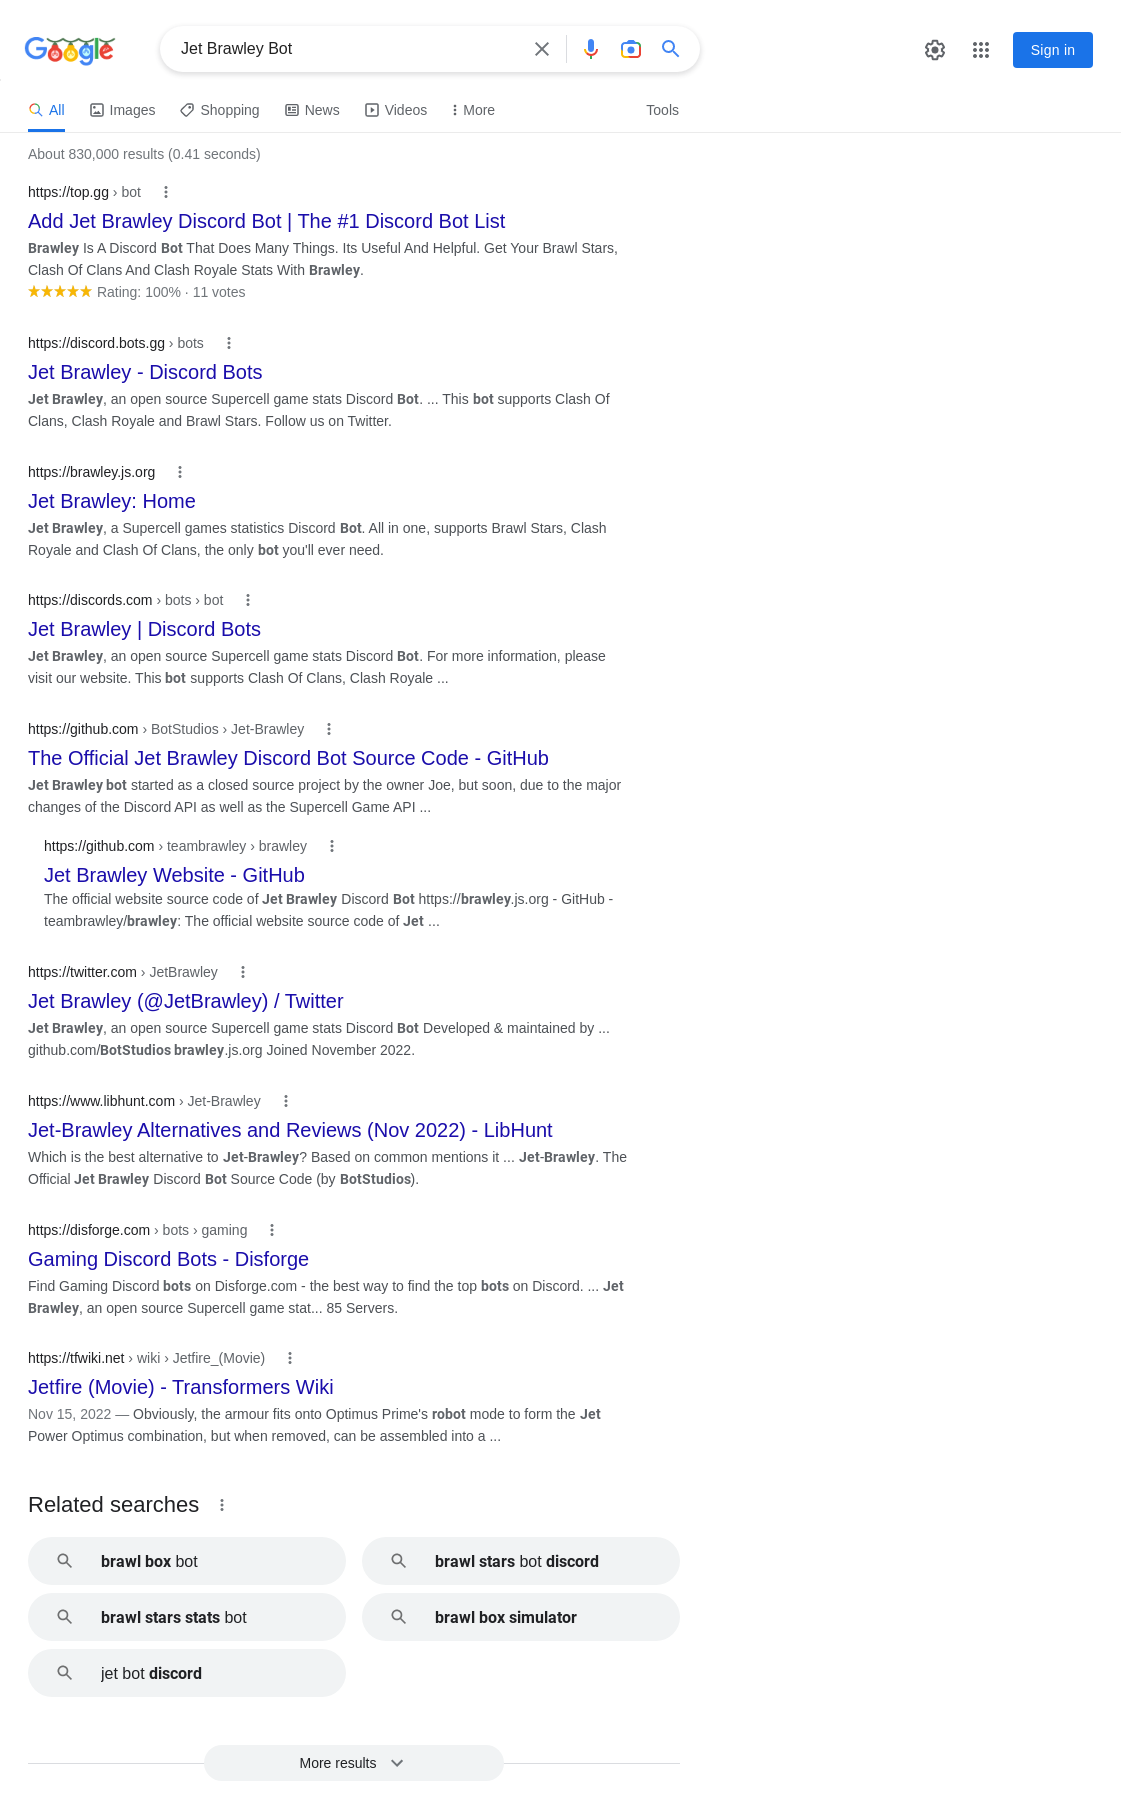 Google
Jet Brawley Bot
Sign in
All
Images
Shopping
News
Videos
More
Tools
About 830,000 results (0.41 seconds)
https://top.gg › bot
Add Jet Brawley Discord Bot | The #1 Discord Bot List
Brawley Is A Discord Bot That Does Many Things. Its Useful And Helpful. Get Your Brawl Stars,
Clash Of Clans And Clash Royale Stats With Brawley.
Rating: 100% · 11 votes
https://discord.bots.gg › bots
Jet Brawley - Discord Bots
Jet Brawley, an open source Supercell game stats Discord Bot. ... This bot supports Clash Of
Clans, Clash Royale and Brawl Stars. Follow us on Twitter.
https://brawley.js.org
Jet Brawley: Home
Jet Brawley, a Supercell games statistics Discord Bot. All in one, supports Brawl Stars, Clash
Royale and Clash Of Clans, the only bot you'll ever need.
https://discords.com › bots › bot
Jet Brawley | Discord Bots
Jet Brawley, an open source Supercell game stats Discord Bot. For more information, please
visit our website. This bot supports Clash Of Clans, Clash Royale ...
https://github.com › BotStudios › Jet-Brawley
The Official Jet Brawley Discord Bot Source Code - GitHub
Jet Brawley bot started as a closed source project by the owner Joe, but soon, due to the major
changes of the Discord API as well as the Supercell Game API ...
https://github.com › teambrawley › brawley
Jet Brawley Website - GitHub
The official website source code of Jet Brawley Discord Bot https://brawley.js.org - GitHub -
teambrawley/brawley: The official website source code of Jet ...
https://twitter.com › JetBrawley
Jet Brawley (@JetBrawley) / Twitter
Jet Brawley, an open source Supercell game stats Discord Bot Developed & maintained by ...
github.com/BotStudios brawley.js.org Joined November 2022.
https://www.libhunt.com › Jet-Brawley
Jet-Brawley Alternatives and Reviews (Nov 2022) - LibHunt
Which is the best alternative to Jet-Brawley? Based on common mentions it ... Jet-Brawley. The
Official Jet Brawley Discord Bot Source Code (by BotStudios).
https://disforge.com › bots › gaming
Gaming Discord Bots - Disforge
Find Gaming Discord bots on Disforge.com - the best way to find the top bots on Discord. ... Jet
Brawley, an open source Supercell game stat... 85 Servers.
https://tfwiki.net › wiki › Jetfire_(Movie)
Jetfire (Movie) - Transformers Wiki
Nov 15, 2022 — Obviously, the armour fits onto Optimus Prime's robot mode to form the Jet
Power Optimus combination, but when removed, can be assembled into a ...
Related searches
brawl box bot
brawl stars bot discord
brawl stars stats bot
brawl box simulator
jet bot discord
More results